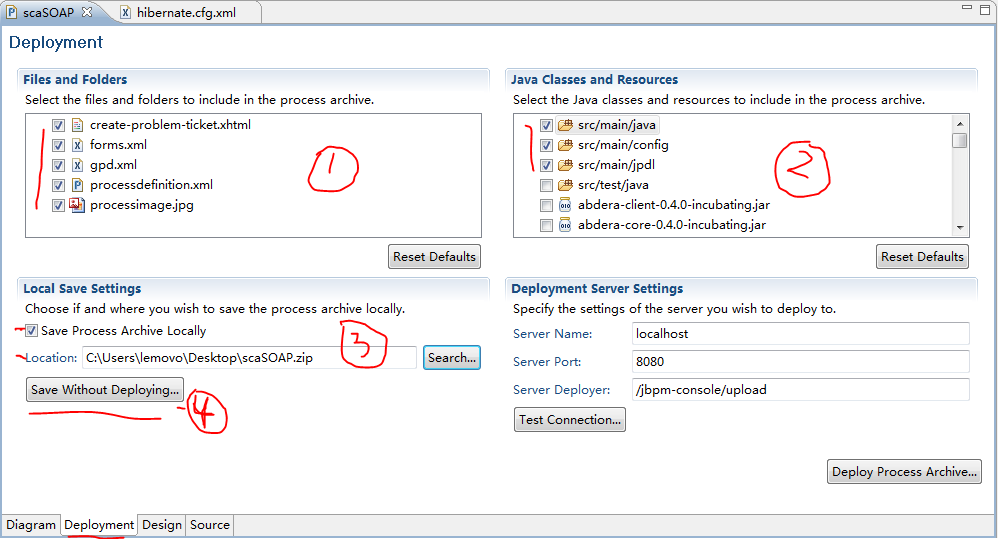 scaSOAP
hibernate.cfg.xml
Deployment
Files and Folders
Select the files and folders to include in the process archive.
create-problem-ticket.xhtml
forms.xml
gpd.xml
processdefinition.xml
processimage.jpg
1
Reset Defaults
Java Classes and Resources
Select the Java classes and resources to include in the process archive.
src/main/java
src/main/config
src/main/jpdl
src/test/java
abdera-client-0.4.0-incubating.jar
abdera-core-0.4.0-incubating.jar
2
Reset Defaults
Local Save Settings
Choose if and where you wish to save the process archive locally.
Save Process Archive Locally
3
Location: C:\Users\lemovo\Desktop\scaSOAP.zip Search...
Save Without Deploying...
4
Deployment Server Settings
Specify the settings of the server you wish to deploy to.
Server Name: localhost
Server Port: 8080
Server Deployer: /jbpm-console/upload
Test Connection...
Deploy Process Archive...
Diagram Deployment Design Source